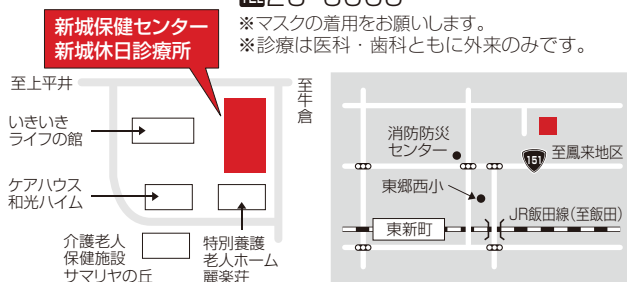 新城保健センター
新城休日診療所
※マスクの着用をお願いします。
※診療は医科・歯科ともに外来のみです。
至上平井
至牛倉
いきいき
ライフの館
ケアハウス
和光ハイム
介護老人
保健施設
サマリヤの丘
特別養護
老人ホーム
麗楽荘
消防防災
センター
151
至鳳来地区
東郷西小
JR飯田線(至飯田)
東新町